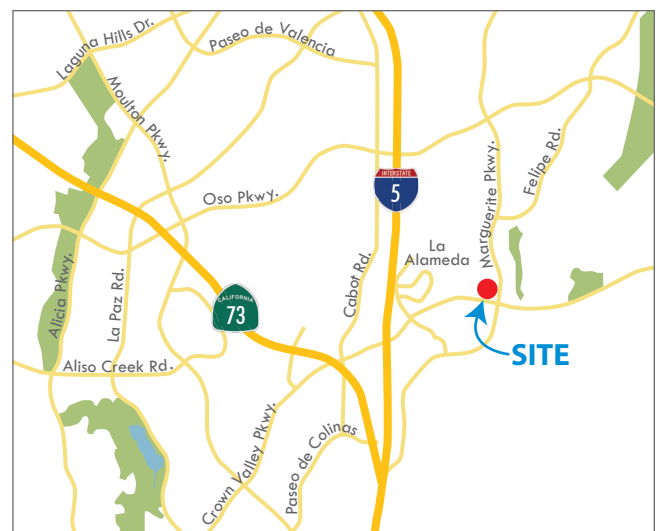 Laguna Hills Dr.
Paseo de Valencia
Moulton Pkwy.
Oso Pkwy.
INTERSTATE
5
Marguerite Pkwy.
Felipe Rd.
La
Alameda
Cabot Rd.
Alicia Pkwy.
La Paz Rd.
CALIFORNIA
73
SITE
Aliso Creek Rd.
Crown Valley Pkwy.
Paseo de Colinas